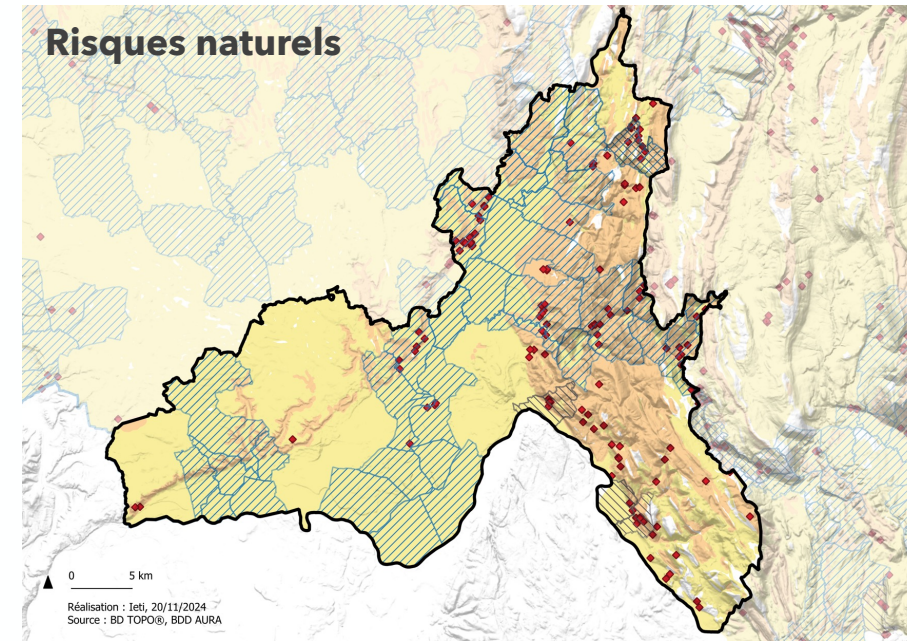 Risques naturels
0 5 km
Réalisation : Ieti, 20/11/2024
Source : BD TOPO®, BDD AURA